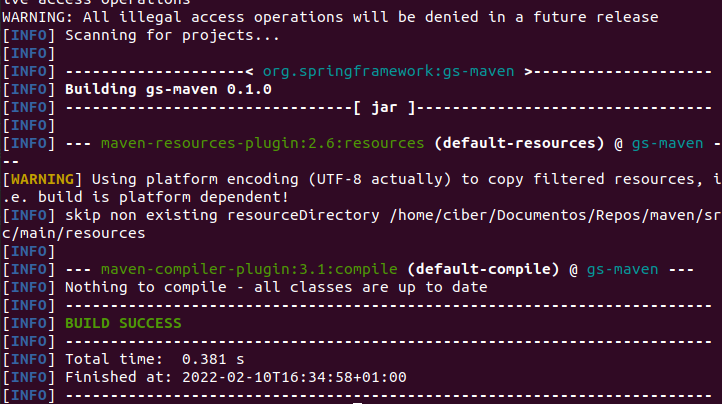 lve access operations
WARNING: All illegal access operations will be denied in a future release
[INFO] Scanning for projects...
[INFO]
[INFO] --------------------< org.springframework:gs-maven >--------------------
[INFO] Building gs-maven 0.1.0
[INFO] --------------------------------[ jar ]---------------------------------
[INFO]
[INFO] --- maven-resources-plugin:2.6:resources (default-resources) @ gs-maven -
--
[WARNING] Using platform encoding (UTF-8 actually) to copy filtered resources, i
.e. build is platform dependent!
[INFO] skip non existing resourceDirectory /home/ciber/Documentos/Repos/maven/sr
c/main/resources
[INFO]
[INFO] --- maven-compiler-plugin:3.1:compile (default-compile) @ gs-maven ---
[INFO] Nothing to compile - all classes are up to date
[INFO] ------------------------------------------------------------------------
[INFO] BUILD SUCCESS
[INFO] ------------------------------------------------------------------------
[INFO] Total time:  0.381 s
[INFO] Finished at: 2022-02-10T16:34:58+01:00
[INFO] ------------------------------------------------------------------------